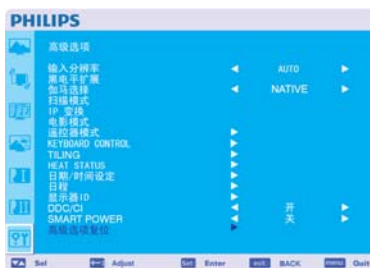 PHILIPS
高级选项
输入分辨率 AUTO
黑电平扩展
伽马选择 NATIVE
扫描模式
IP 变换
电影模式
遥控器模式
KEYBOARD CONTROL
TILING
HEAT STATUS
日期/时间设定
日程
显示器ID
DDC/CI 开
SMART POWER 关
高级选项复位
Sel Adjust Set Enter exit BACK menu Quit